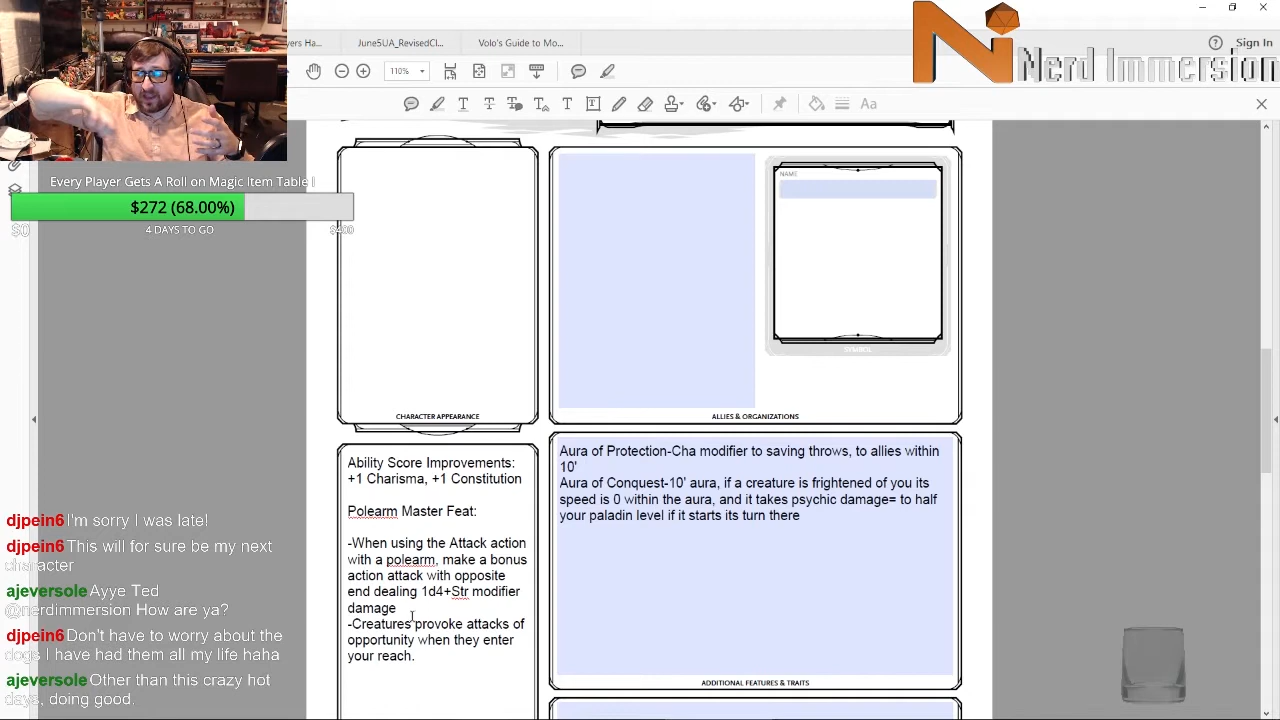 ers Ha...
June5UA_RevisedCl...
Volo's Guide to Mo...
Sign In
Nerd Immersion
110%
Aa
Every Player Gets A Roll on Magic Item Table !
$272 (68.00%)
$0
4 DAYS TO GO
$400
NAME
SYMBOL
CHARACTER APPEARANCE
ALLIES & ORGANIZATIONS
Ability Score Improvements:
+1 Charisma, +1 Constitution
Polearm Master Feat:
-When using the Attack action
with a polearm, make a bonus
action attack with opposite
end dealing 1d4+Str modifier
damage
-Creatures provoke attacks of
opportunity when they enter
your reach.
Aura of Protection-Cha modifier to saving throws, to allies within
10'
Aura of Conquest-10' aura, if a creature is frightened of you its
speed is 0 within the aura, and it takes psychic damage= to half
your paladin level if it starts its turn there
ADDITIONAL FEATURES & TRAITS
djpein6 I'm sorry I was late!
djpein6 This will for sure be my next
character
ajeversole Ayye Ted
@nerdimmersion How are ya?
djpein6 Don't have to worry about the
dogs I have had them all my life haha
ajeversole Other than this crazy hot
days, doing good.